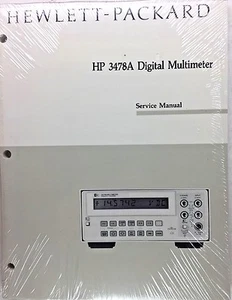 HEWLETT-PACKARD
HP 3478A Digital Multimeter
Service Manual